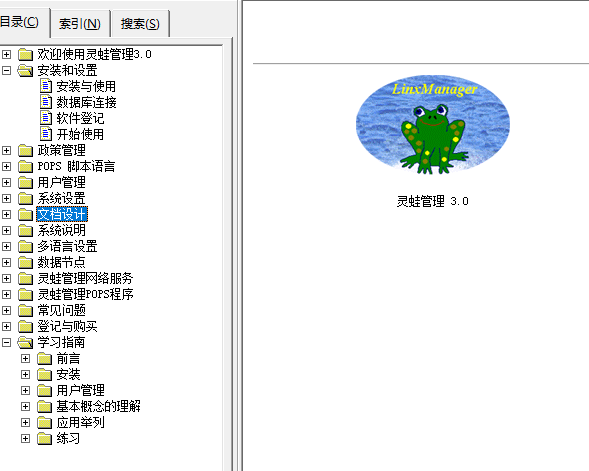 目录(C) 索引(N) 搜索(S)
欢迎使用灵蛙管理3.0
安装和设置
安装与使用
数据库连接
软件登记
开始使用
政策管理
POPS 脚本语言
用户管理
系统设置
文档设计
系统说明
多语言设置
数据节点
灵蛙管理网络服务
灵蛙管理POPS程序
常见问题
登记与购买
学习指南
前言
安装
用户管理
基本概念的理解
应用举列
练习
LinxManager
灵蛙管理 3.0